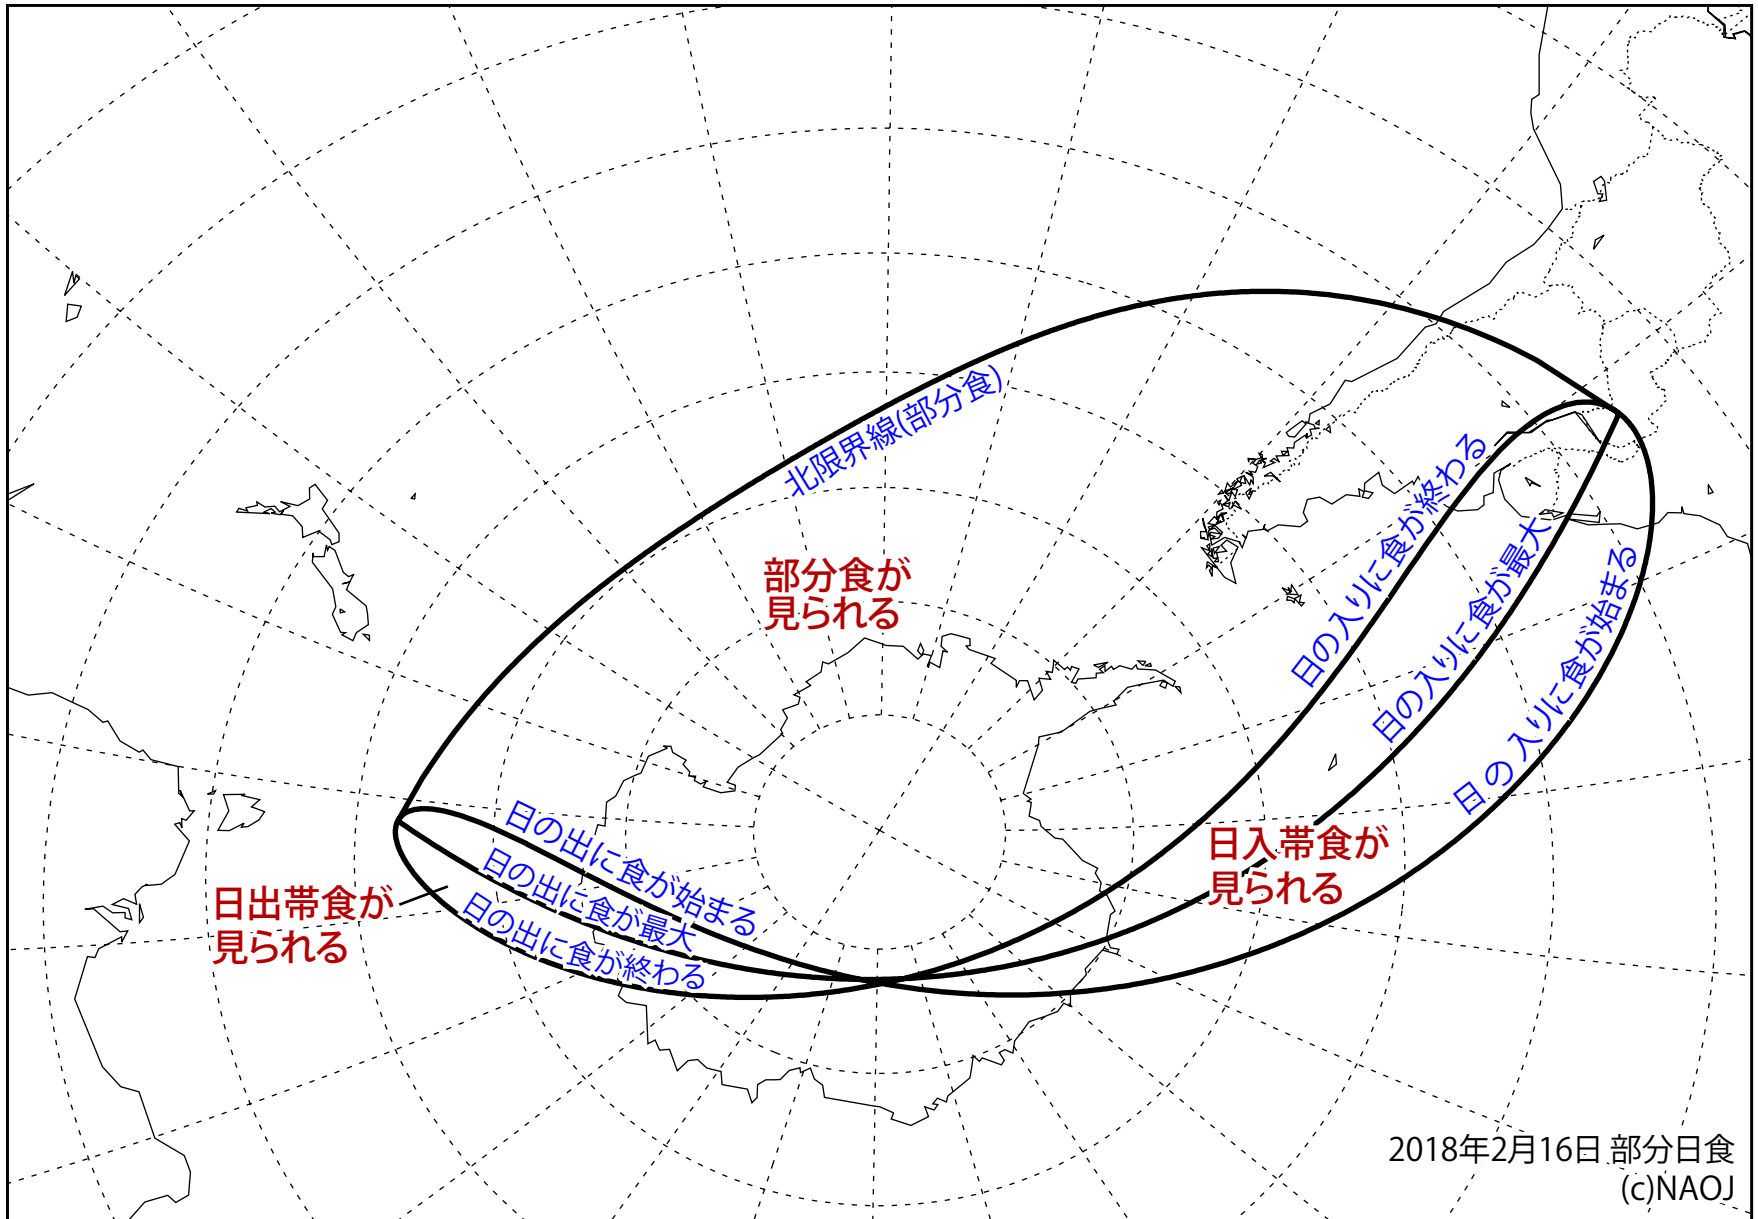 北限界線(部分食)
部分食が
見られる
日の入りに食が終わる
日の入りに食が最大
日の入りに食が始まる
日の出に食が始まる
日の出に食が最大
日の出に食が終わる
日出帯食が
見られる
日入帯食が
見られる
2018年2月16日 部分日食
(c)NAOJ